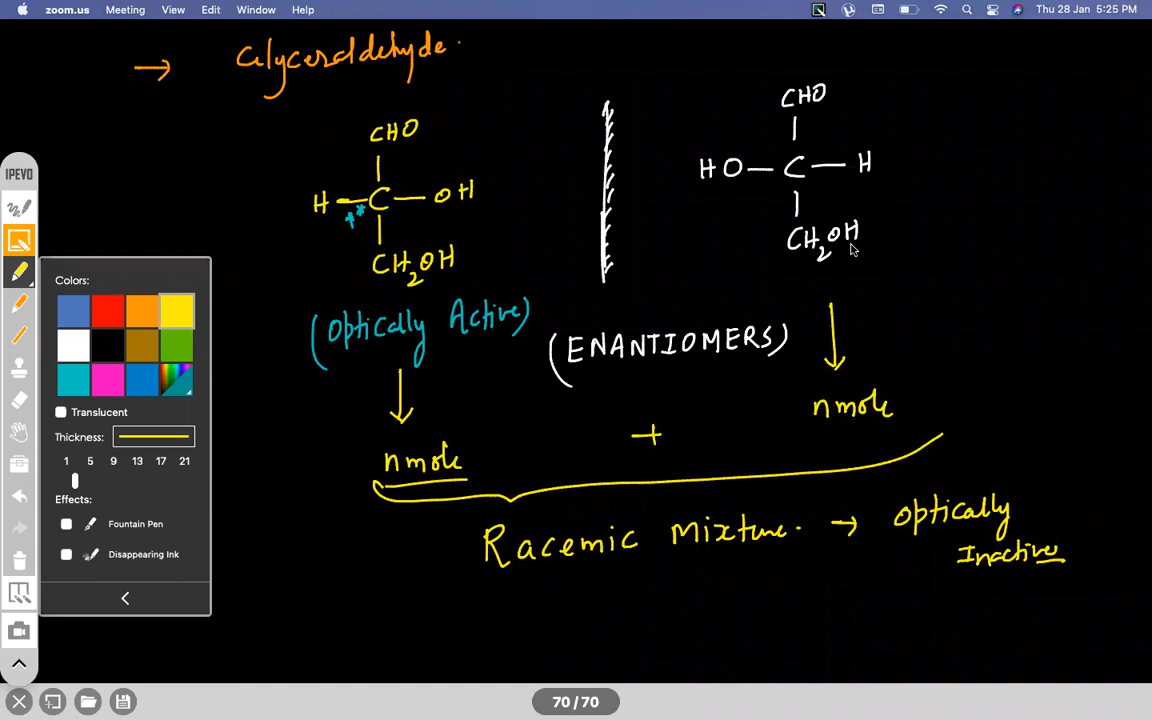 zoom.us Meeting View Edit Window Help Thu 28 Jan 5:25 PM
→ Glyceraldehyde.
CHO
H – C – OH
**
CH2OH
CHO
HO – C – H
CH2OH
(Optically Active)
(ENANTIOMERS)
n mole
+
n mole
Racemic Mixture. → Optically
Inactive
IPEVO
Colors:
Translucent
Thickness:
1 5 9 13 17 21
Effects:
Fountain Pen
Disappearing Ink
70 / 70